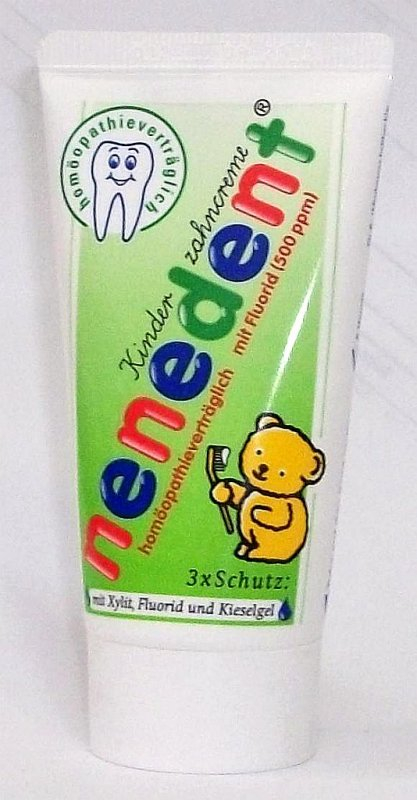 homöopathieverträglich
Kinder zahncreme
nenedent®
homöopathieverträglich mit Fluorid (500 ppm)
3xSchutz:
mit Xylit, Fluorid und Kieselgel